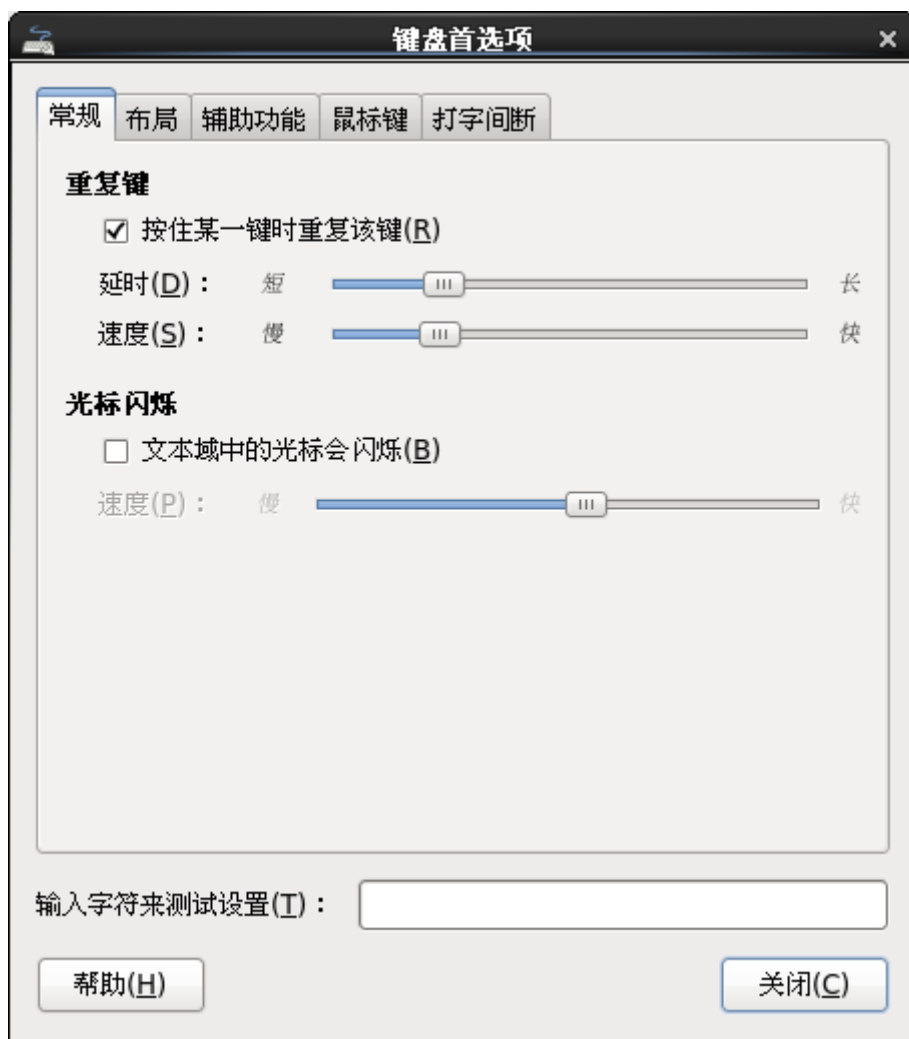 键盘首选项
常规 布局 辅助功能 鼠标键 打字间断
重复键
按住某一键时重复该键(R)
延时(D)： 短 长
速度(S)： 慢 快
光标闪烁
文本域中的光标会闪烁(B)
速度(P)： 慢 快
输入字符来测试设置(T)：
帮助(H) 关闭(C)